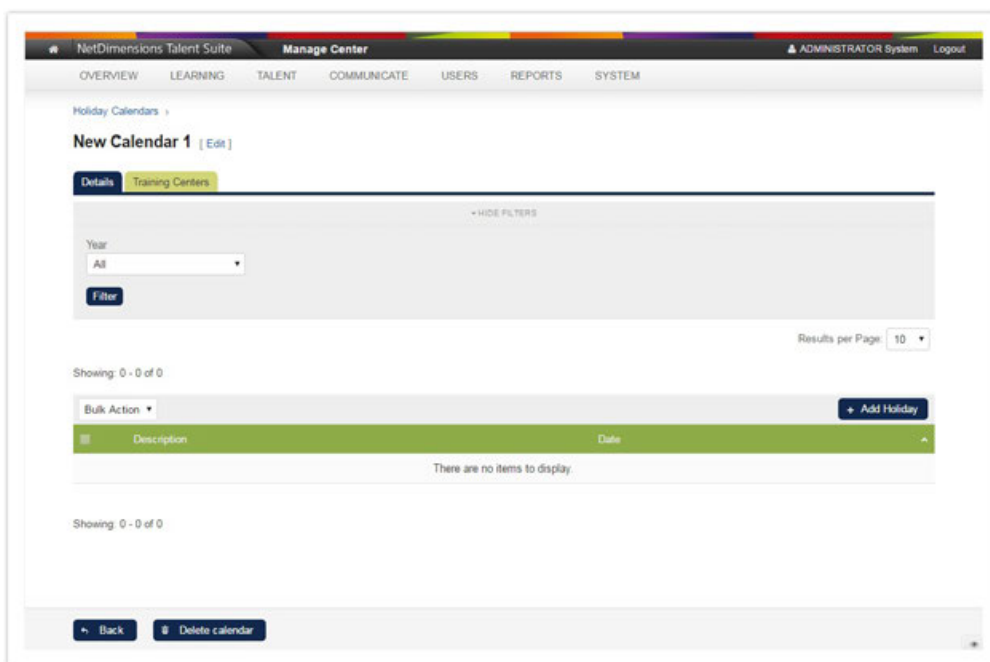 NetDimensions Talent Suite Manage Center ADMINISTRATOR System Logout
OVERVIEW LEARNING TALENT COMMUNICATE USERS REPORTS SYSTEM
Holiday Calendars ›
New Calendar 1 [ Edit ]
Details Training Centers
HIDE FILTERS
Year
All
Filter
Results per Page: 10
Showing: 0 - 0 of 0
Bulk Action + Add Holiday
Description Date
There are no items to display.
Showing: 0 - 0 of 0
Back Delete calendar